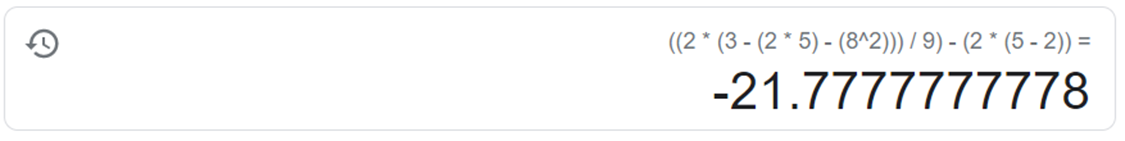 ((2 * (3 - (2 * 5) - (8^2))) / 9) - (2 * (5 - 2)) =
-21.7777777778